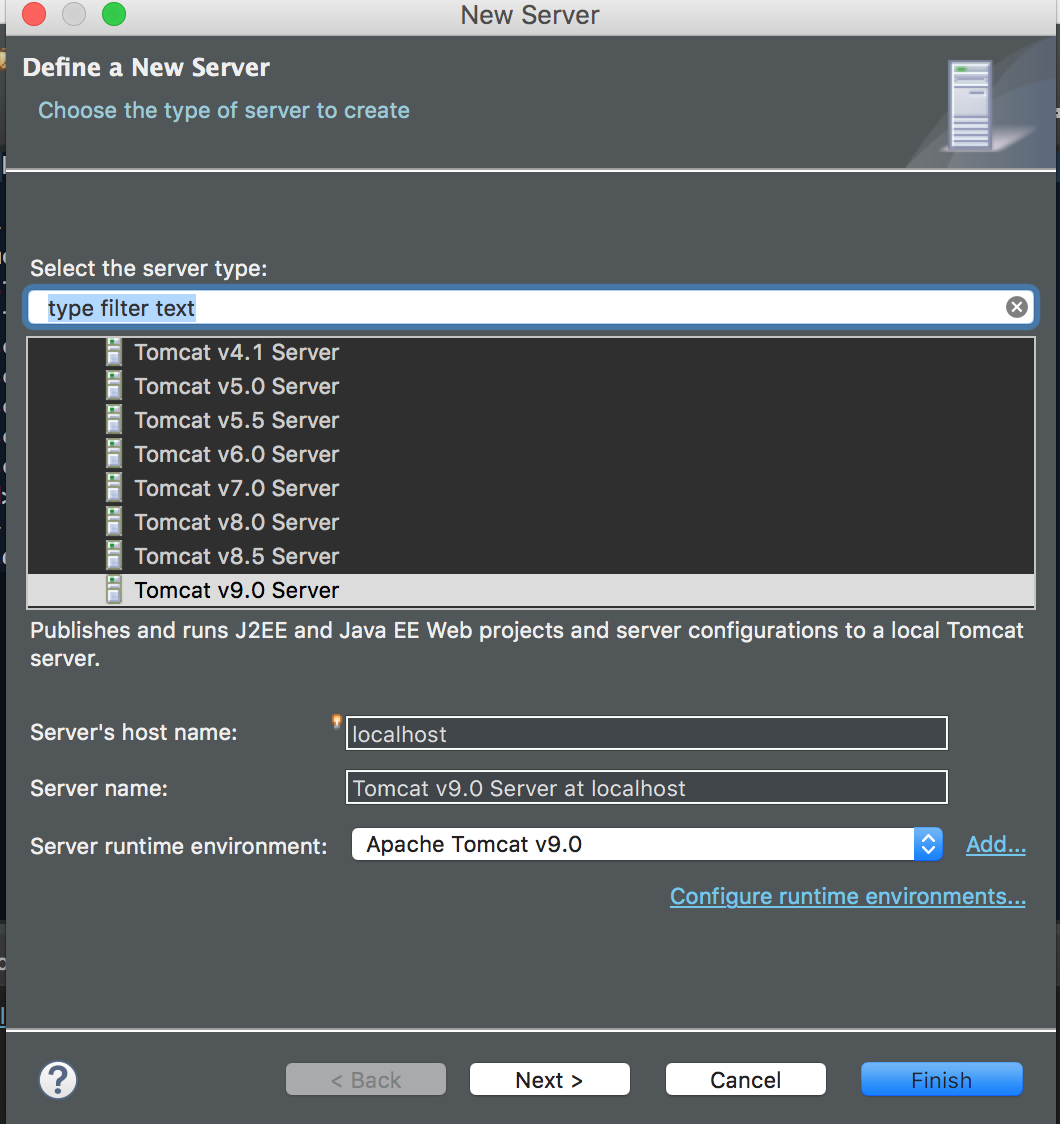 New Server
Define a New Server
Choose the type of server to create
Select the server type:
type filter text
Tomcat v4.1 Server
Tomcat v5.0 Server
Tomcat v5.5 Server
Tomcat v6.0 Server
Tomcat v7.0 Server
Tomcat v8.0 Server
Tomcat v8.5 Server
Tomcat v9.0 Server
Publishes and runs J2EE and Java EE Web projects and server configurations to a local Tomcat
server.
Server's host name: localhost
Server name: Tomcat v9.0 Server at localhost
Server runtime environment: Apache Tomcat v9.0 Add...
Configure runtime environments...
? < Back Next > Cancel Finish